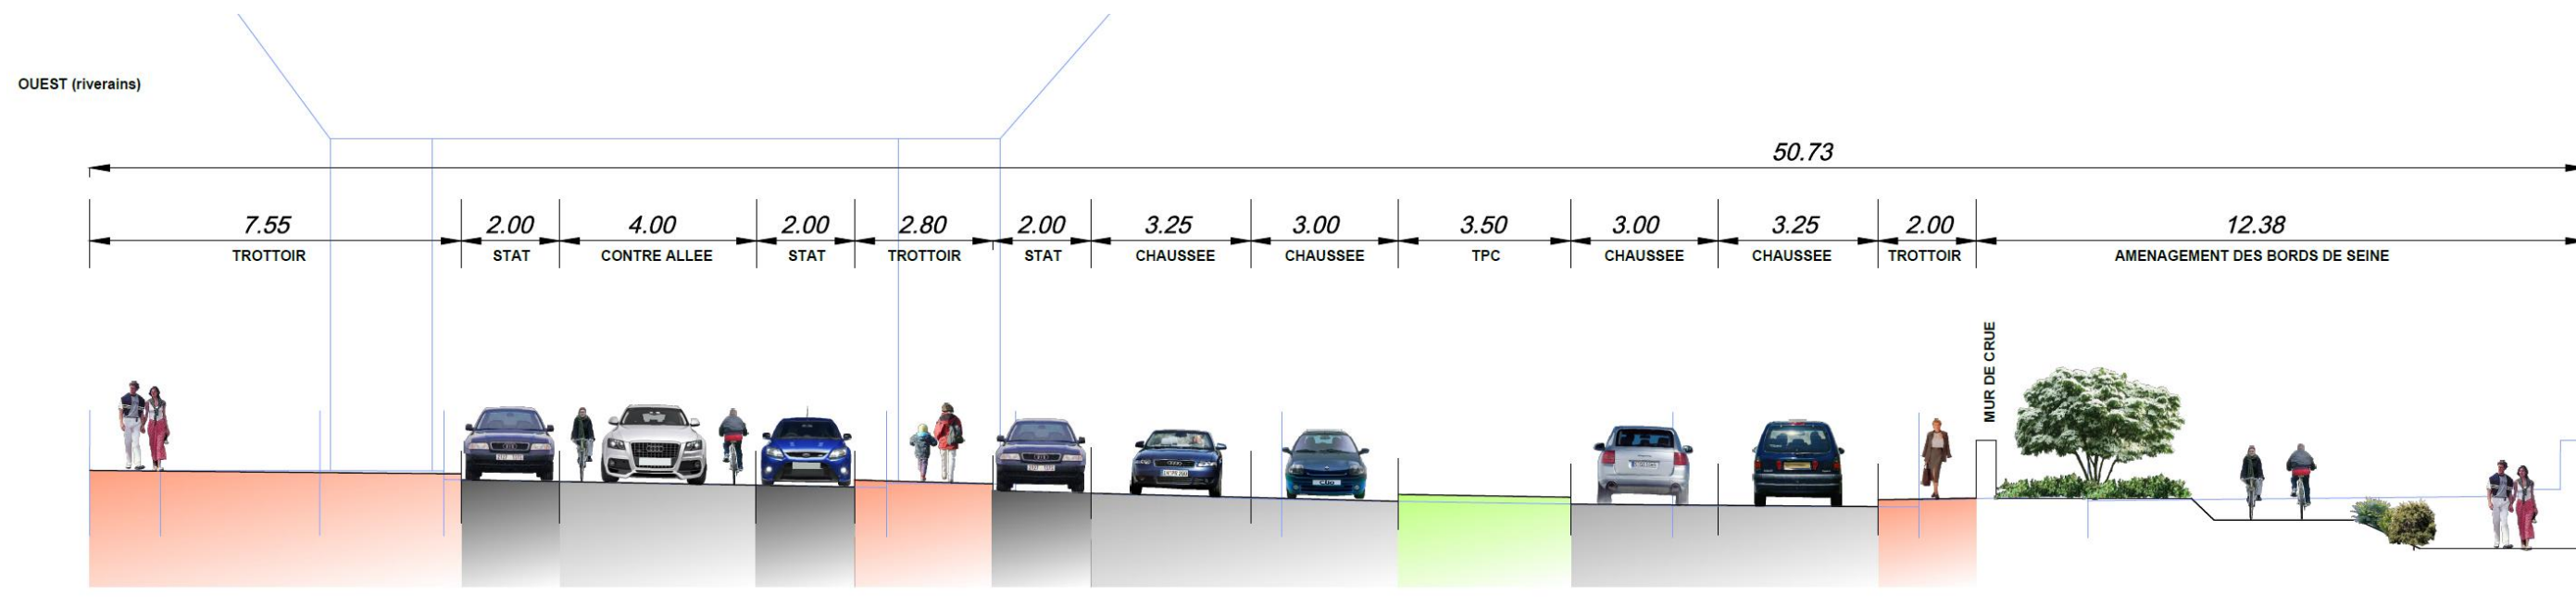 OUEST (riverains)
50.73
7.55 2.00 4.00 2.00 2.80 2.00 3.25 3.00 3.50 3.00 3.25 2.00 12.38
TROTTOIR STAT CONTRE ALLEE STAT TROTTOIR STAT CHAUSSEE CHAUSSEE TPC CHAUSSEE CHAUSSEE TROTTOIR AMENAGEMENT DES BORDS DE SEINE
MUR DE CRUE